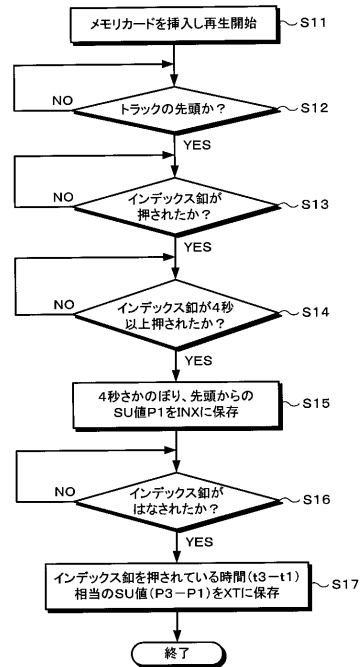 メモリカードを挿入し再生開始 S11
トラックの先頭か? S12
NO
YES
インデックス釦が
押されたか? S13
NO
YES
インデックス釦が4秒
以上押されたか? S14
NO
YES
4秒さかのぼり、先頭からの
SU値P1をINXに保存 S15
インデックス釦が
はなされたか? S16
NO
YES
インデックス釦を押されている時間(t3-t1)
相当のSU値(P3-P1)をXTに保存 S17
終了